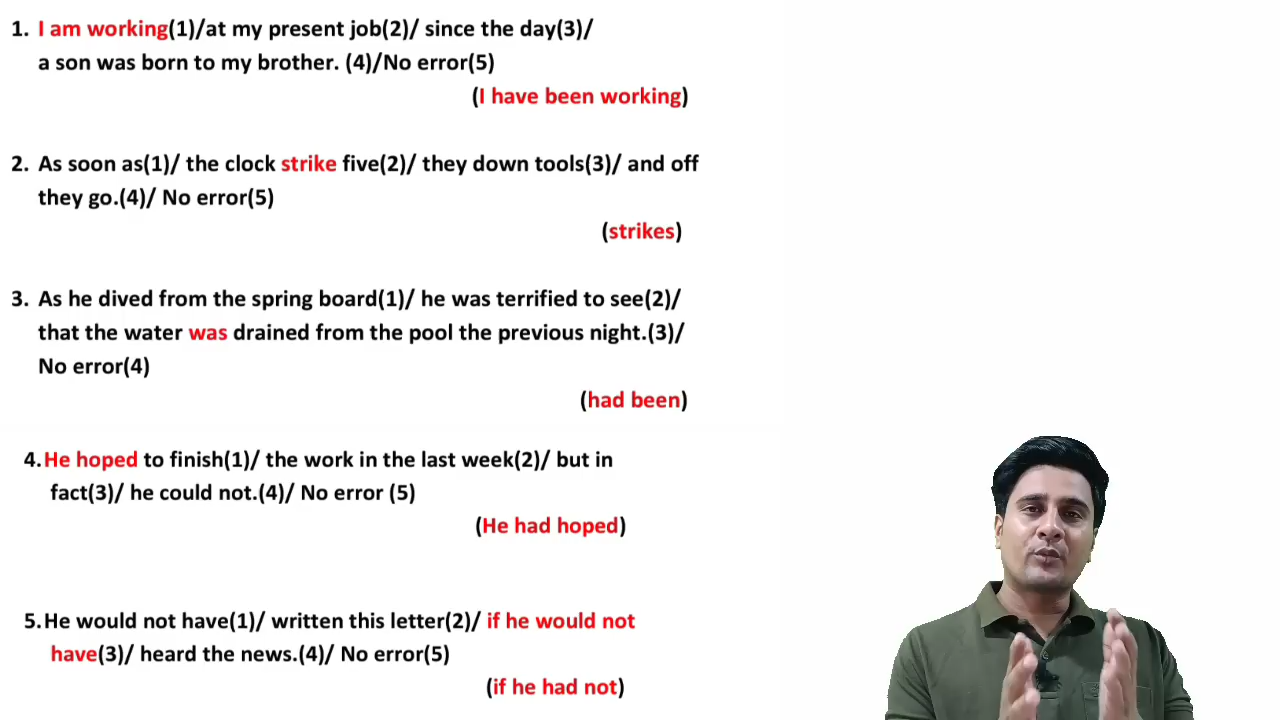 1. I am working(1)/at my present job(2)/ since the day(3)/
a son was born to my brother. (4)/No error(5)
(I have been working)
2. As soon as(1)/ the clock strike five(2)/ they down tools(3)/ and off
they go.(4)/ No error(5)
(strikes)
3. As he dived from the spring board(1)/ he was terrified to see(2)/
that the water was drained from the pool the previous night.(3)/
No error(4)
(had been)
4.He hoped to finish(1)/ the work in the last week(2)/ but in
fact(3)/ he could not.(4)/ No error (5)
(He had hoped)
5.He would not have(1)/ written this letter(2)/ if he would not
have(3)/ heard the news.(4)/ No error(5)
(if he had not)